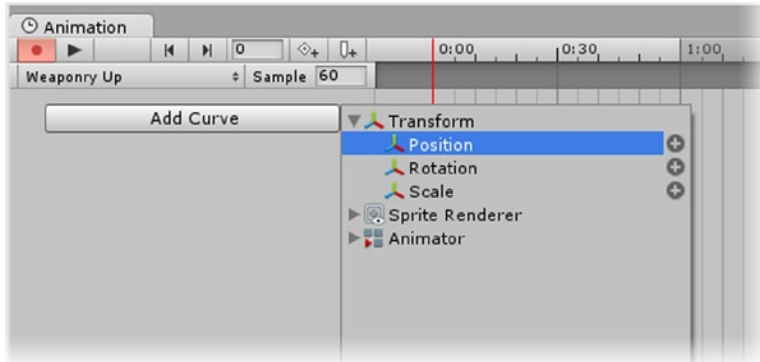 Animation
0 0:00 0:30 1:00
Weaponry Up Sample 60
Add Curve
Transform
Position
Rotation
Scale
Sprite Renderer
Animator